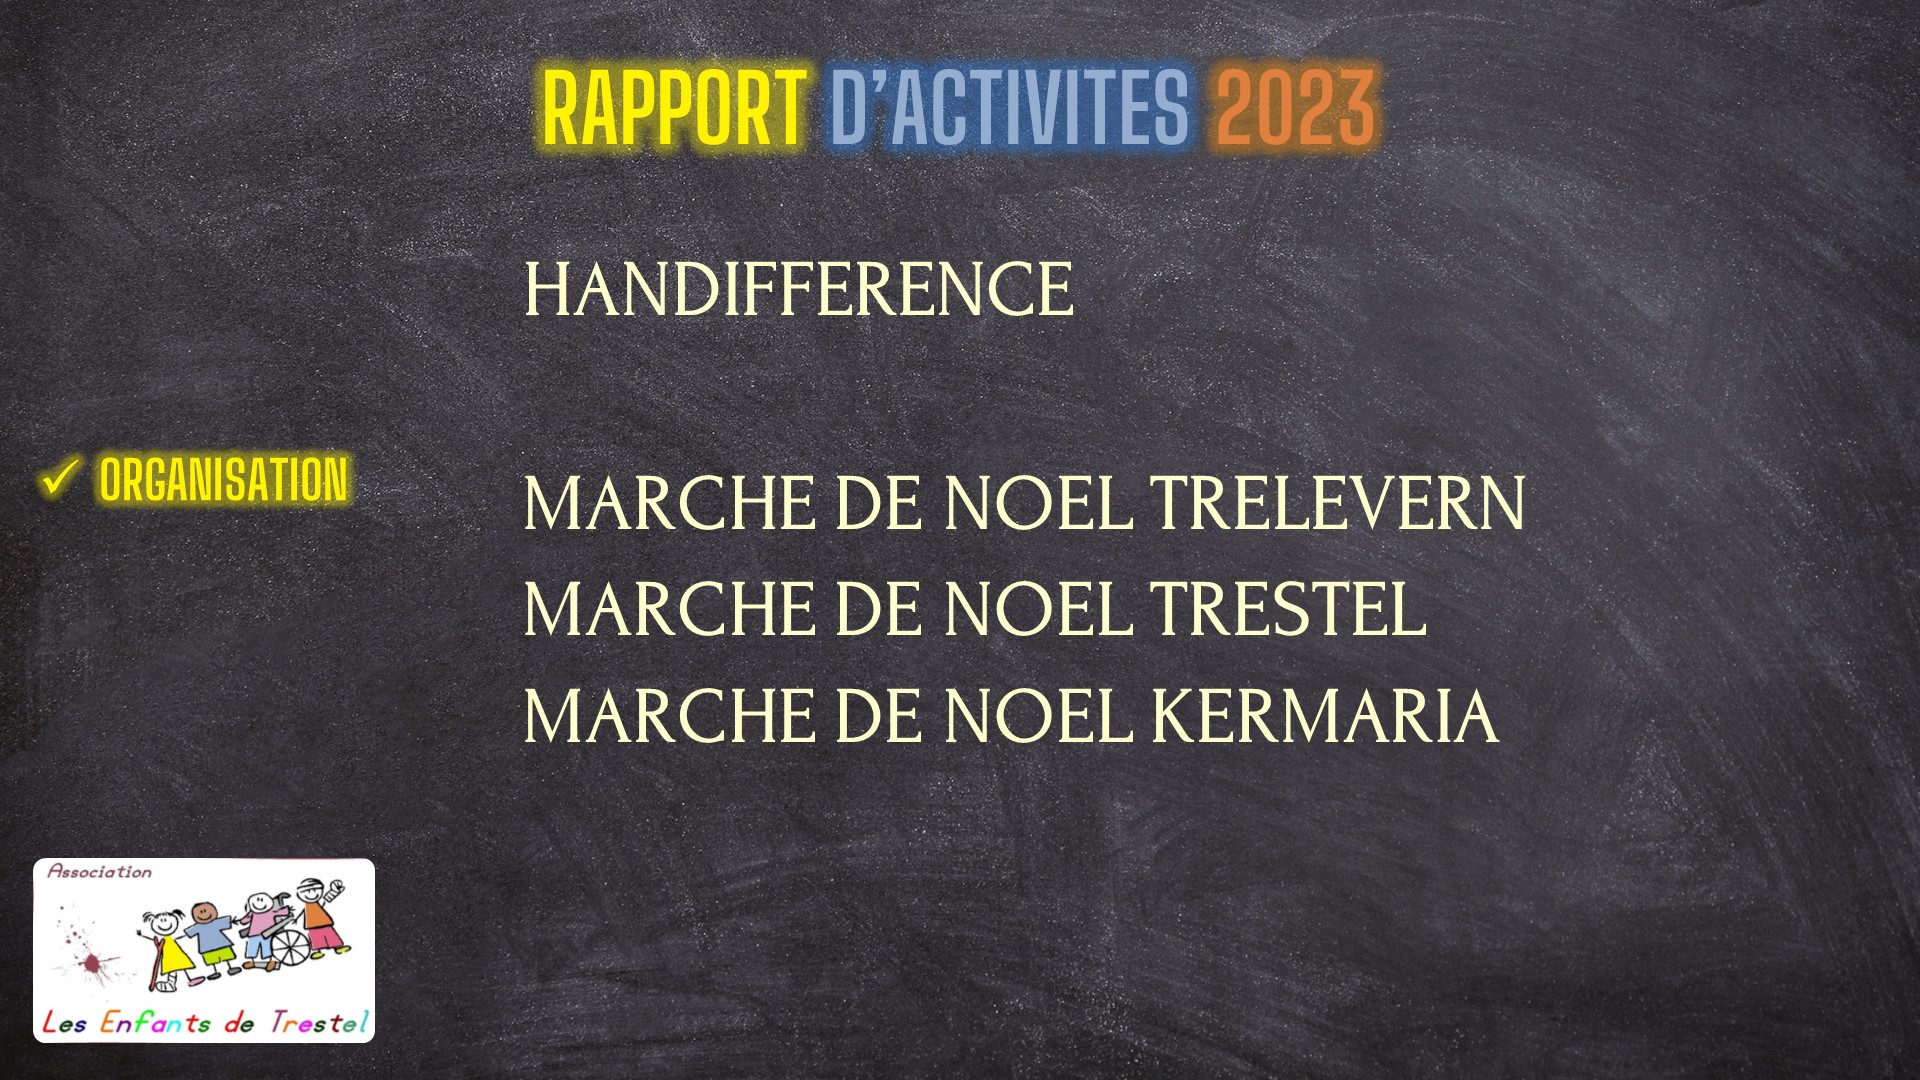 RAPPORT D’ACTIVITES 2023
HANDIFFERENCE
✓ ORGANISATION
MARCHE DE NOEL TRELEVERN
MARCHE DE NOEL TRESTEL
MARCHE DE NOEL KERMARIA
Association
Les Enfants de Trestel